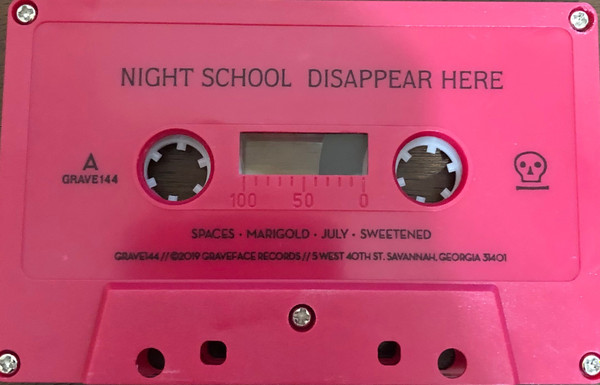 NIGHT SCHOOL DISAPPEAR HERE
A
GRAVE144
100 50 0
SPACES • MARIGOLD • JULY • SWEETENED
GRAVE144 // ©2019 GRAVEFACE RECORDS // 5 WEST 40TH ST. SAVANNAH, GEORGIA 31401